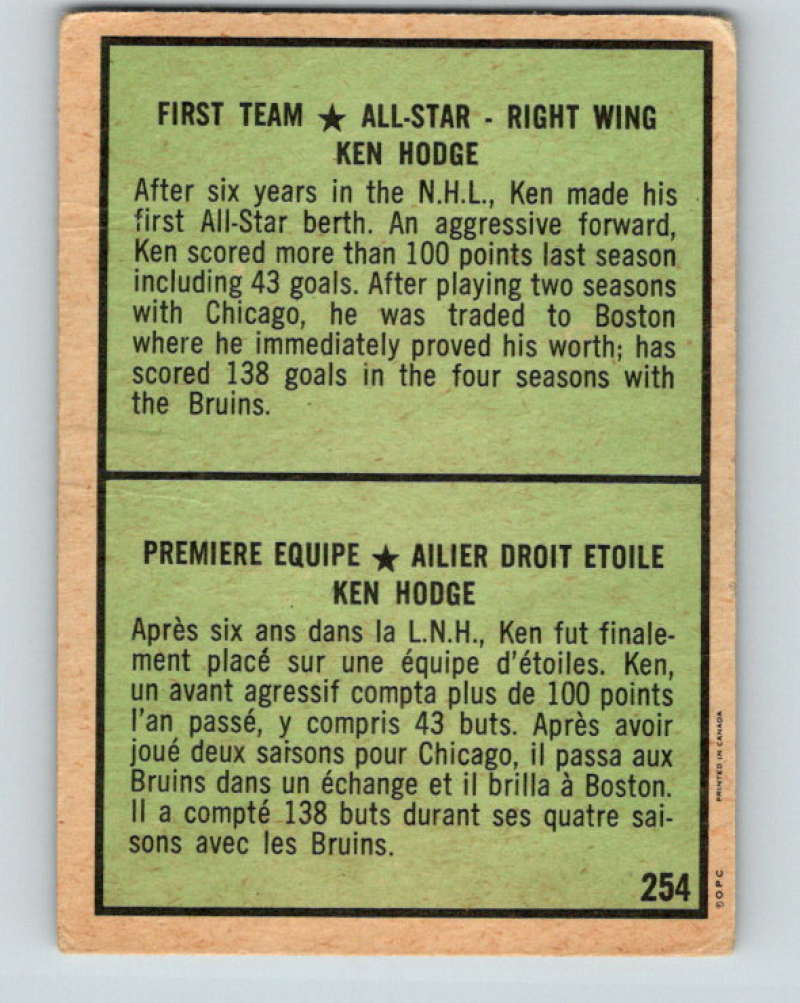 FIRST TEAM ★ ALL-STAR - RIGHT WING
KEN HODGE
After six years in the N.H.L., Ken made his
first All-Star berth. An aggressive forward,
Ken scored more than 100 points last season
including 43 goals. After playing two seasons
with Chicago, he was traded to Boston
where he immediately proved his worth; has
scored 138 goals in the four seasons with
the Bruins.
PREMIERE EQUIPE ★ AILIER DROIT ETOILE
KEN HODGE
Après six ans dans la L.N.H., Ken fut finale-
ment placé sur une équipe d'étoiles. Ken,
un avant agressif compta plus de 100 points
l'an passé, y compris 43 buts. Après avoir
joué deux saisons pour Chicago, il passa aux
Bruins dans un échange et il brilla à Boston.
Il a compté 138 buts durant ses quatre sai-
sons avec les Bruins.
254
© O.P.C. PRINTED IN CANADA